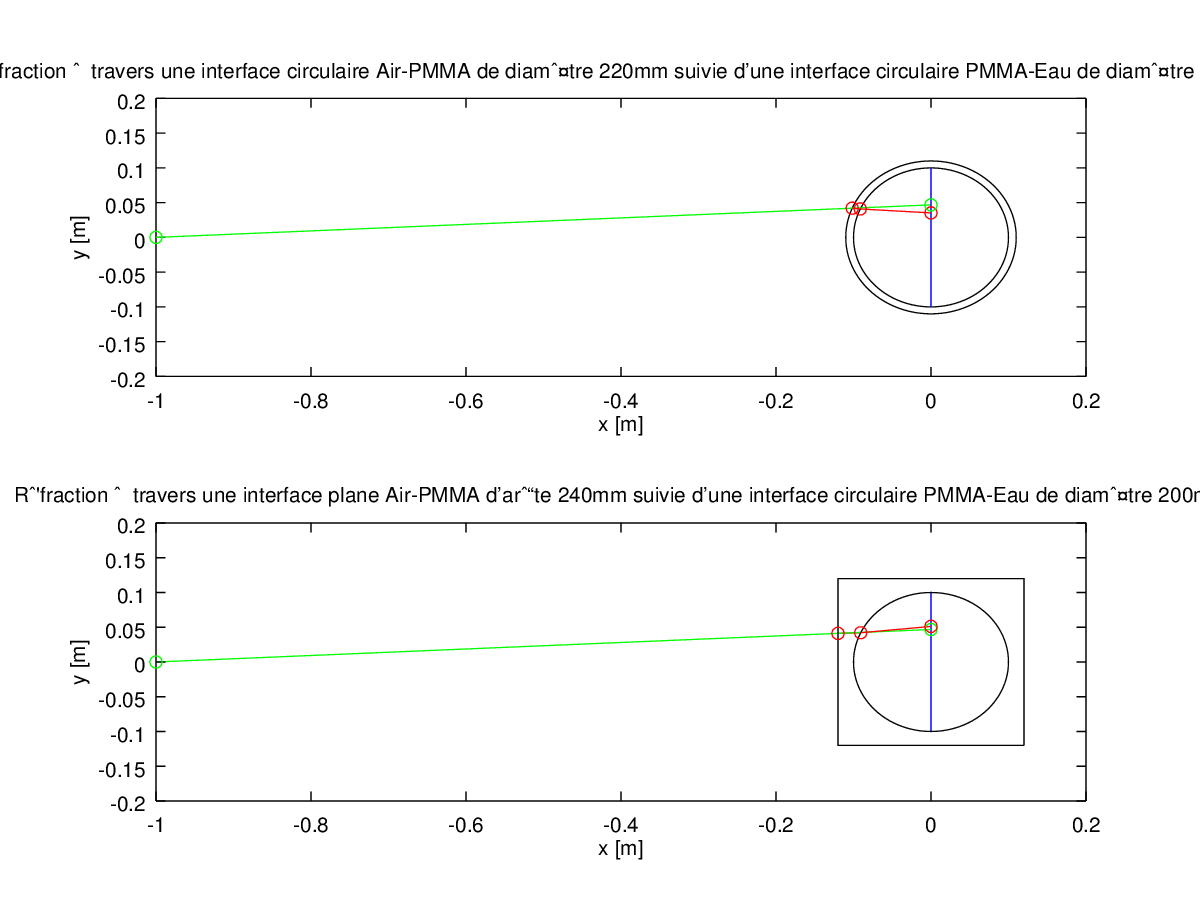 fraction ˆ travers une interface circulaire Air-PMMA de diamˆ¤tre 220mm suivie d’une interface circulaire PMMA-Eau de diamˆ¤tre
0.2
0.15
0.1
0.05
0
-0.05
-0.1
-0.15
-0.2
y [m]
-1 -0.8 -0.6 -0.4 -0.2 0 0.2
x [m]
Rˆ'fraction ˆ travers une interface plane Air-PMMA d’arˆ“te 240mm suivie d’une interface circulaire PMMA-Eau de diamˆ¤tre 200
0.2
0.15
0.1
0.05
0
-0.05
-0.1
-0.15
-0.2
y [m]
-1 -0.8 -0.6 -0.4 -0.2 0 0.2
x [m]